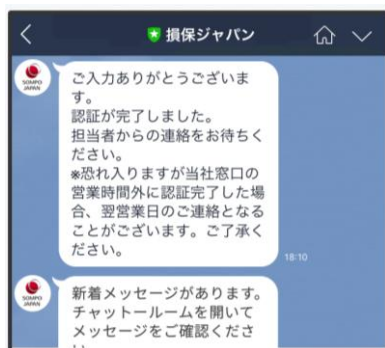 損保ジャパン
SOMPO
JAPAN
ご入力ありがとうございま
す。
認証が完了しました。
担当者からの連絡をお待ちく
ださい。
※恐れ入りますが当社窓口の
営業時間外に認証完了した場
合、翌営業日のご連絡となる
ことがございます。ご了承く
ださい。
18:10
SOMPO
JAPAN
新着メッセージがあります。
チャットルームを開いて
メッセージをご確認くださ